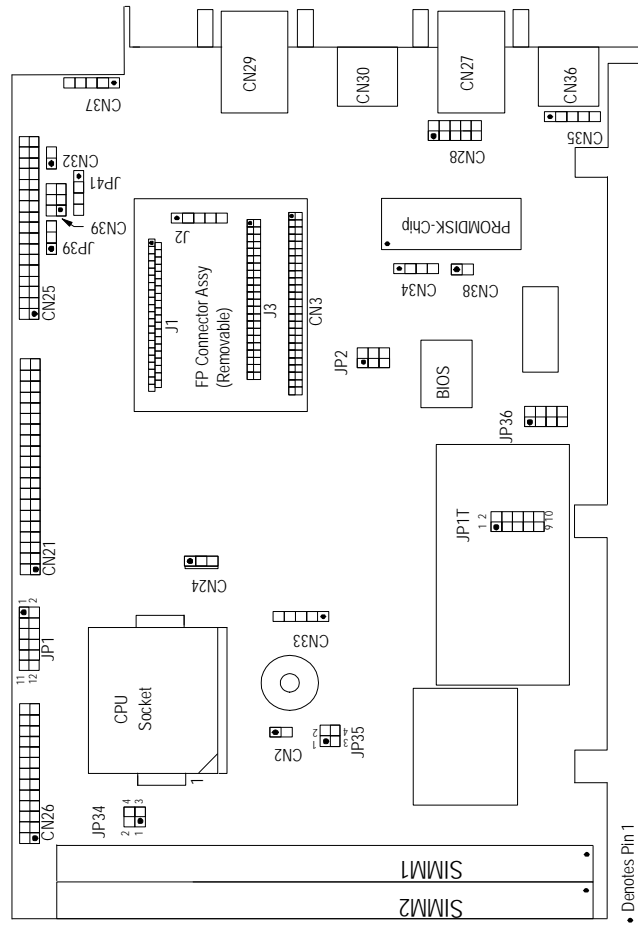 CN29
CN30
CN27
CN36
CN37
CN35
CN28
CN32
JP41
CN39
JP39
CN25
J2
J1
FP Connector Assy
(Removable)
J3
CN3
PROMDISK-Chip
CN34
CN38
JP2
BIOS
JP36
CN21
JP1T
1 2
9 10
CN24
1
2
JP1
11
12
CN33
CPU
Socket
1
CN2
1 2
3 4
JP35
CN26
JP34
2 4
1 3
SIMM1
SIMM2
• Denotes Pin 1